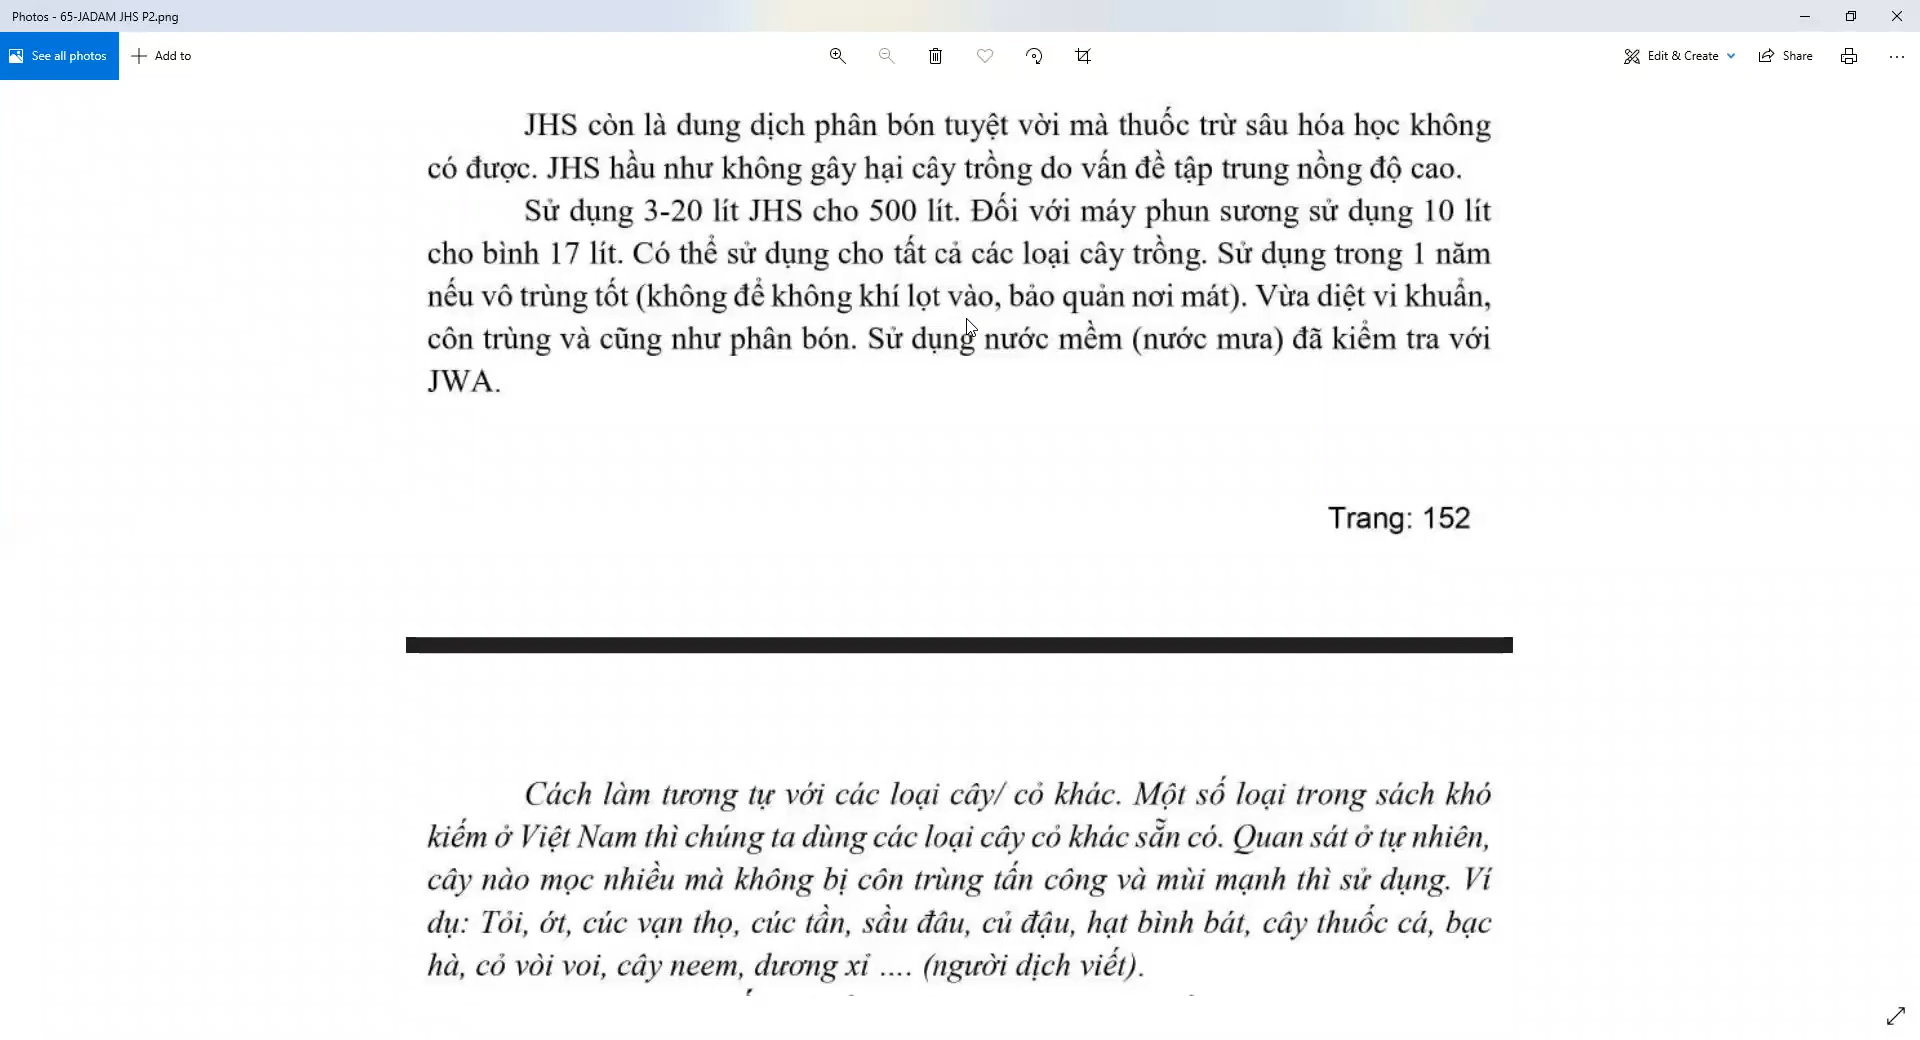 Photos - 65-JADAM JHS P2.png
See all photos
Add to
Edit & Create
Share
JHS còn là dung dịch phân bón tuyệt vời mà thuốc trừ sâu hóa học không
có được. JHS hầu như không gây hại cây trồng do vấn đề tập trung nồng độ cao.
Sử dụng 3-20 lít JHS cho 500 lít. Đối với máy phun sương sử dụng 10 lít
cho bình 17 lít. Có thể sử dụng cho tất cả các loại cây trồng. Sử dụng trong 1 năm
nếu vô trùng tốt (không để không khí lọt vào, bảo quản nơi mát). Vừa diệt vi khuẩn,
côn trùng và cũng như phân bón. Sử dụng nước mềm (nước mưa) đã kiểm tra với
JWA.
Trang: 152
Cách làm tương tự với các loại cây/ cỏ khác. Một số loại trong sách khó
kiếm ở Việt Nam thì chúng ta dùng các loại cây cỏ khác sẵn có. Quan sát ở tự nhiên,
cây nào mọc nhiều mà không bị côn trùng tấn công và mùi mạnh thì sử dụng. Ví
dụ: Tỏi, ớt, cúc vạn thọ, cúc tần, sầu đâu, củ đậu, hạt bình bát, cây thuốc cá, bạc
hà, cỏ vòi voi, cây neem, dương xỉ .... (người dịch viết).